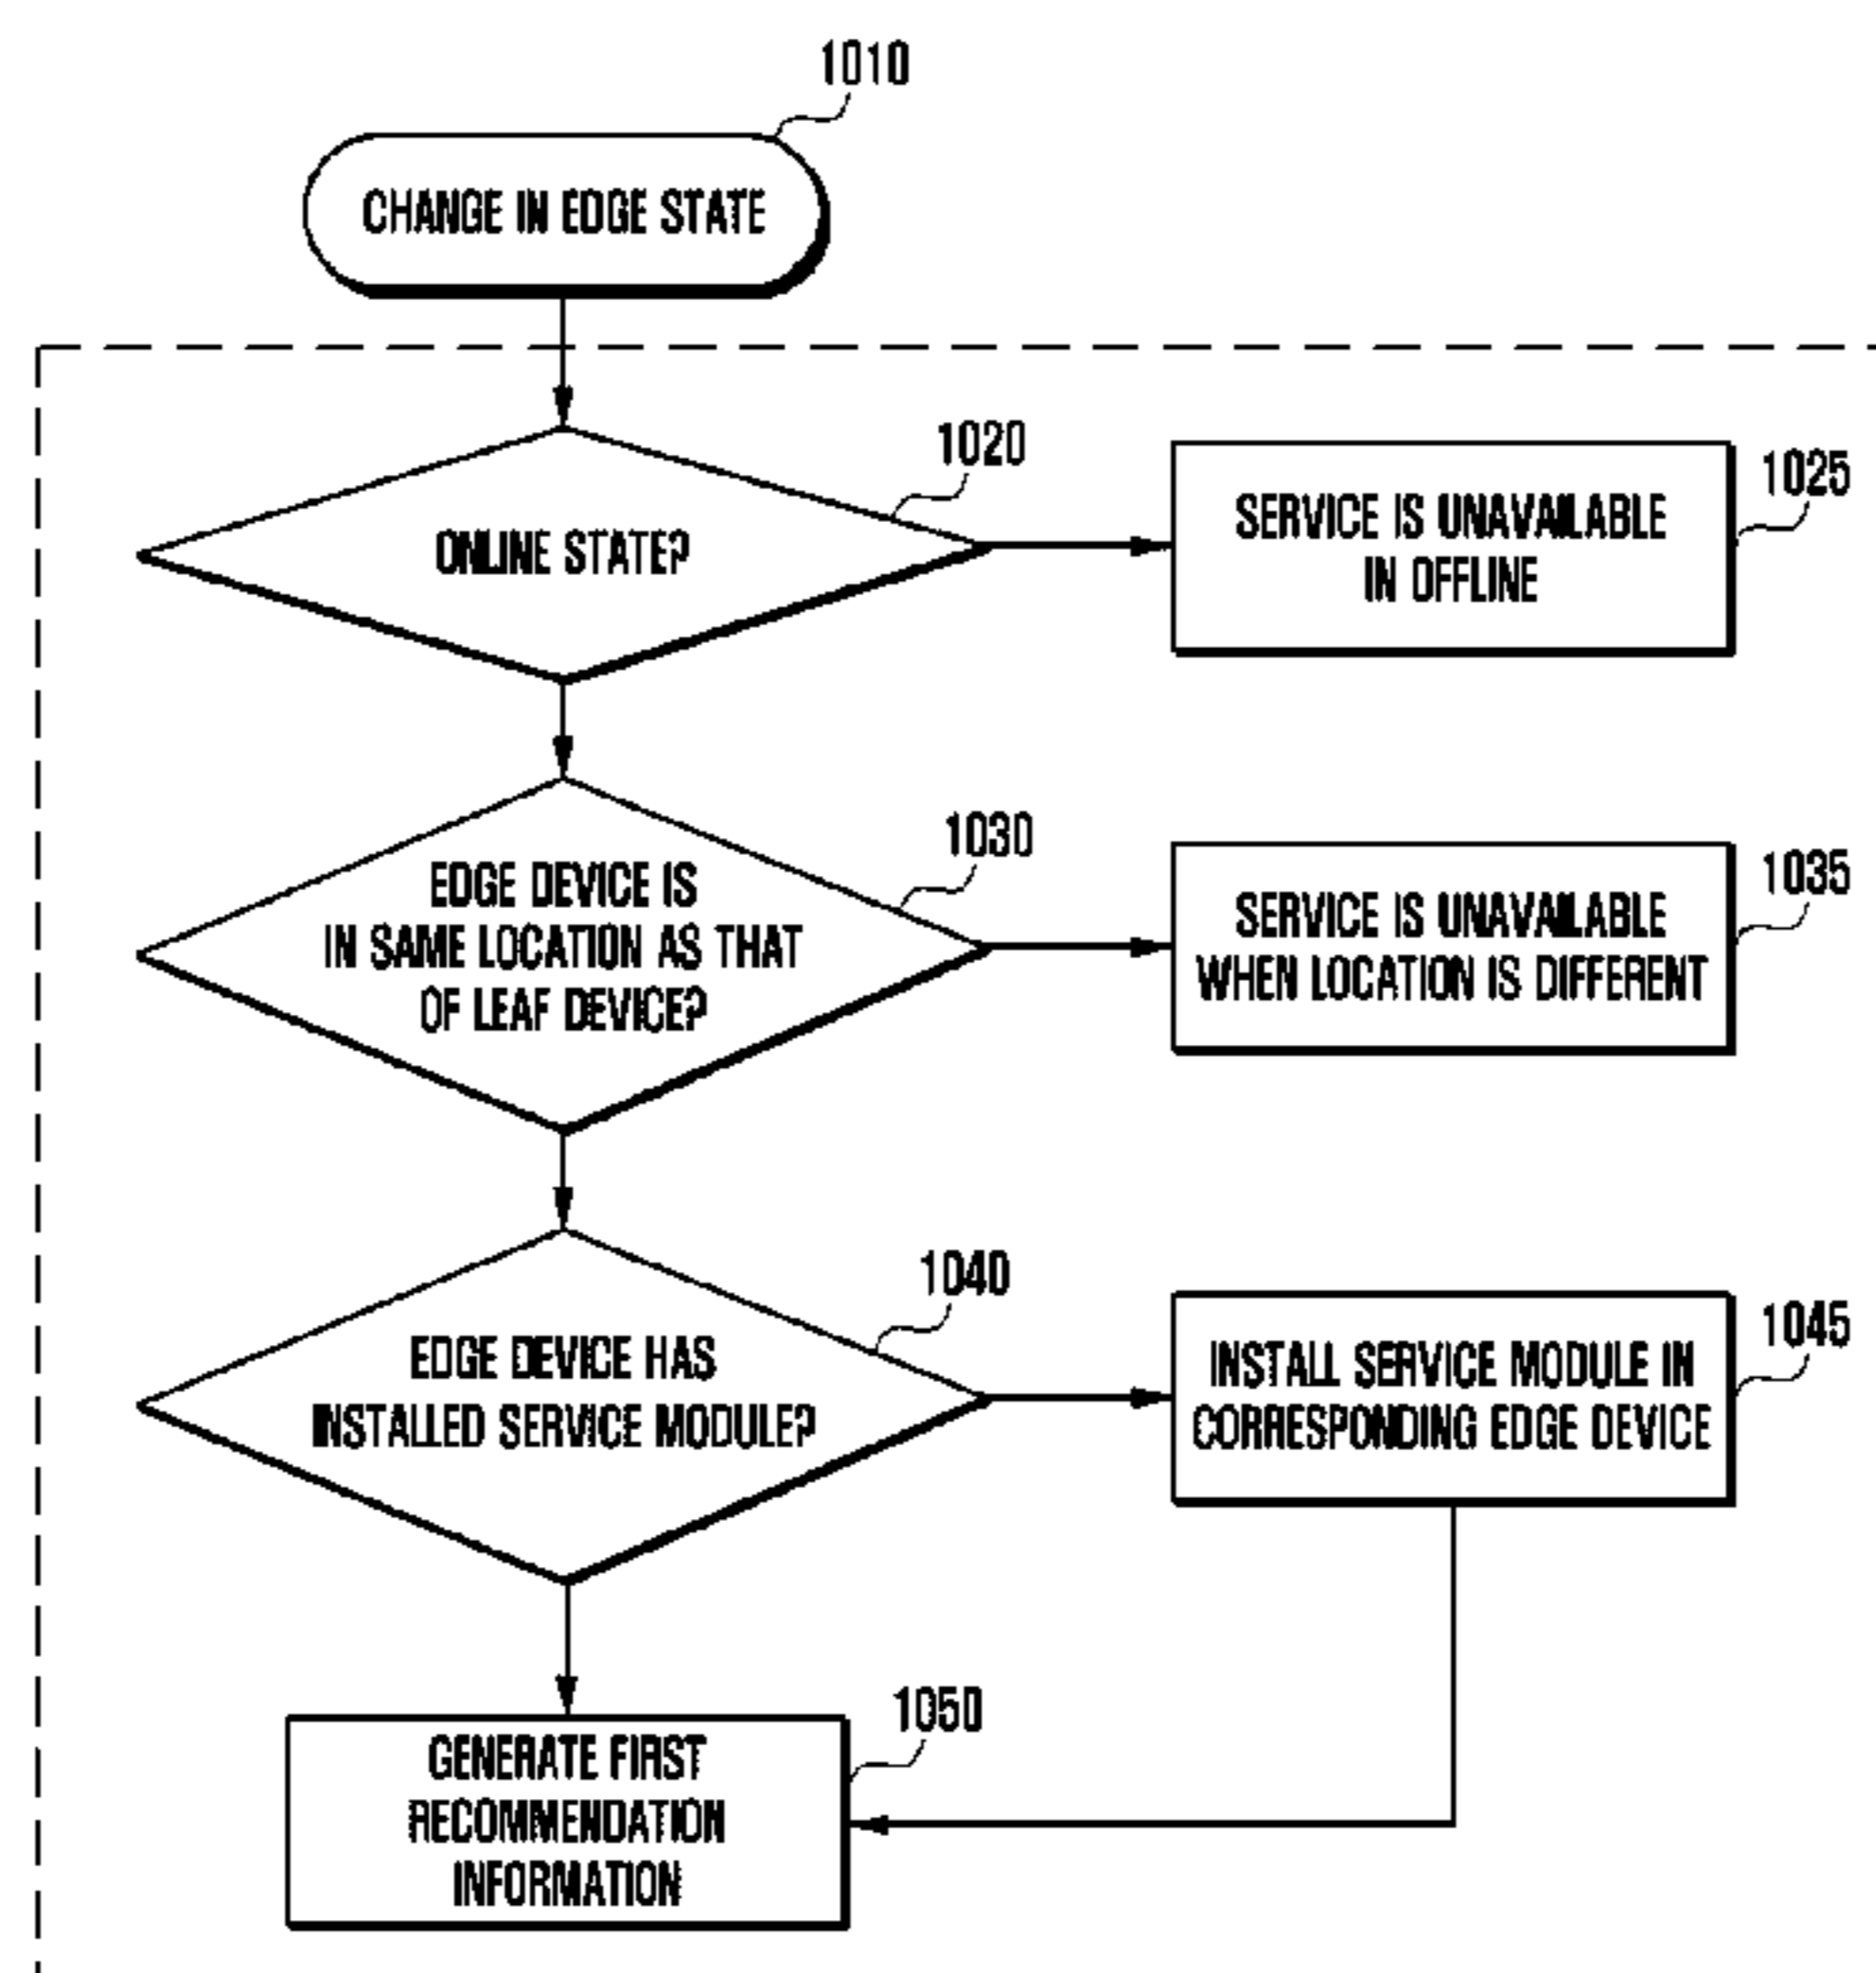 1010
CHANGE IN EDGE STATE
1020
ONLINE STATE?
1025
SERVICE IS UNAVAILABLE
IN OFFLINE
1030
EDGE DEVICE IS
IN SAME LOCATION AS THAT
OF LEAF DEVICE?
1035
SERVICE IS UNAVAILABLE
WHEN LOCATION IS DIFFERENT
1040
EDGE DEVICE HAS
INSTALLED SERVICE MODULE?
1045
INSTALL SERVICE MODULE IN
CORRESPONDING EDGE DEVICE
1050
GENERATE FIRST
RECOMMENDATION
INFORMATION